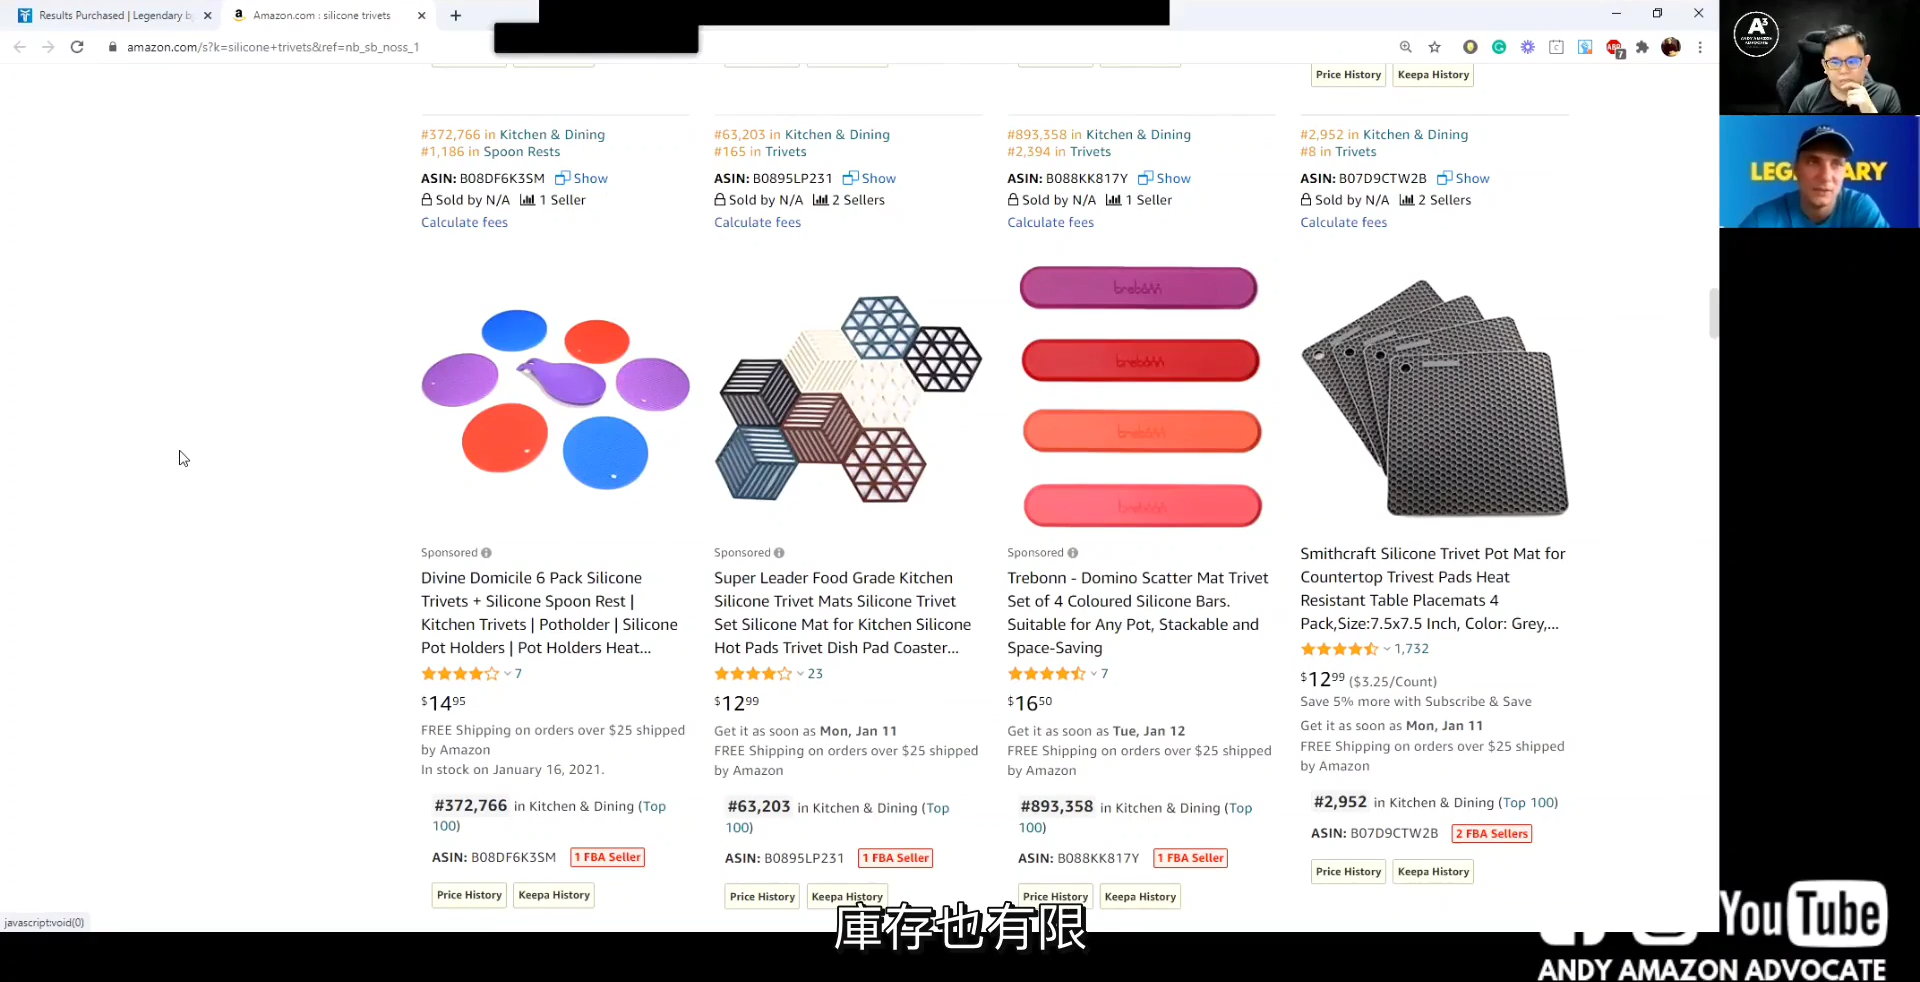 Results Purchased | Legendary b
Amazon.com : silicone trivets
amazon.com/s?k=silicone+trivets&ref=nb_sb_noss_1
Price History Keepa History
#372,766 in Kitchen & Dining
#1,186 in Spoon Rests
ASIN: B08DF6K3SM Show
Sold by N/A 1 Seller
Calculate fees
#63,203 in Kitchen & Dining
#165 in Trivets
ASIN: B0895LP231 Show
Sold by N/A 2 Sellers
Calculate fees
#893,358 in Kitchen & Dining
#2,394 in Trivets
ASIN: B088KK817Y Show
Sold by N/A 1 Seller
Calculate fees
#2,952 in Kitchen & Dining
#8 in Trivets
ASIN: B07D9CTW2B Show
Sold by N/A 2 Sellers
Calculate fees
Sponsored
Divine Domicile 6 Pack Silicone
Trivets + Silicone Spoon Rest |
Kitchen Trivets | Potholder | Silicone
Pot Holders | Pot Holders Heat...
7
$1495
FREE Shipping on orders over $25 shipped
by Amazon
In stock on January 16, 2021.
#372,766 in Kitchen & Dining (Top
100)
ASIN: B08DF6K3SM 1 FBA Seller
Price History Keepa History
Sponsored
Super Leader Food Grade Kitchen
Silicone Trivet Mats Silicone Trivet
Set Silicone Mat for Kitchen Silicone
Hot Pads Trivet Dish Pad Coaster...
23
$1299
Get it as soon as Mon, Jan 11
FREE Shipping on orders over $25 shipped
by Amazon
#63,203 in Kitchen & Dining (Top
100)
ASIN: B0895LP231 1 FBA Seller
Price History Keepa History
trebonn
trebonn
trebonn
trebonn
Sponsored
Trebonn - Domino Scatter Mat Trivet
Set of 4 Coloured Silicone Bars.
Suitable for Any Pot, Stackable and
Space-Saving
7
$1650
Get it as soon as Tue, Jan 12
FREE Shipping on orders over $25 shipped
by Amazon
#893,358 in Kitchen & Dining (Top
100)
ASIN: B088KK817Y 1 FBA Seller
Price History Keepa History
Smithcraft Silicone Trivet Pot Mat for
Countertop Trivest Pads Heat
Resistant Table Placemats 4
Pack,Size:7.5x7.5 Inch, Color: Grey,...
1,732
$1299 ($3.25/Count)
Save 5% more with Subscribe & Save
Get it as soon as Mon, Jan 11
FREE Shipping on orders over $25 shipped
by Amazon
#2,952 in Kitchen & Dining (Top 100)
ASIN: B07D9CTW2B 2 FBA Sellers
Price History Keepa History
javascript:void(0)
庫存也有限
A3
ANDY AMAZON
ADVOCATE
YouTube
ANDY AMAZON ADVOCATE